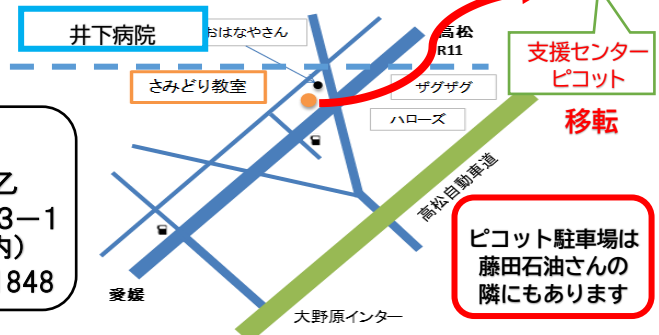 井下病院
おはなやさん
高松
R11
支援センター
ピコット
移転
さみどり教室
ザグザグ
ハローズ
乙
3－1
内）
1848
高松自動車道
ピコット駐車場は
藤田石油さんの
隣にもあります
愛媛
大野原インター